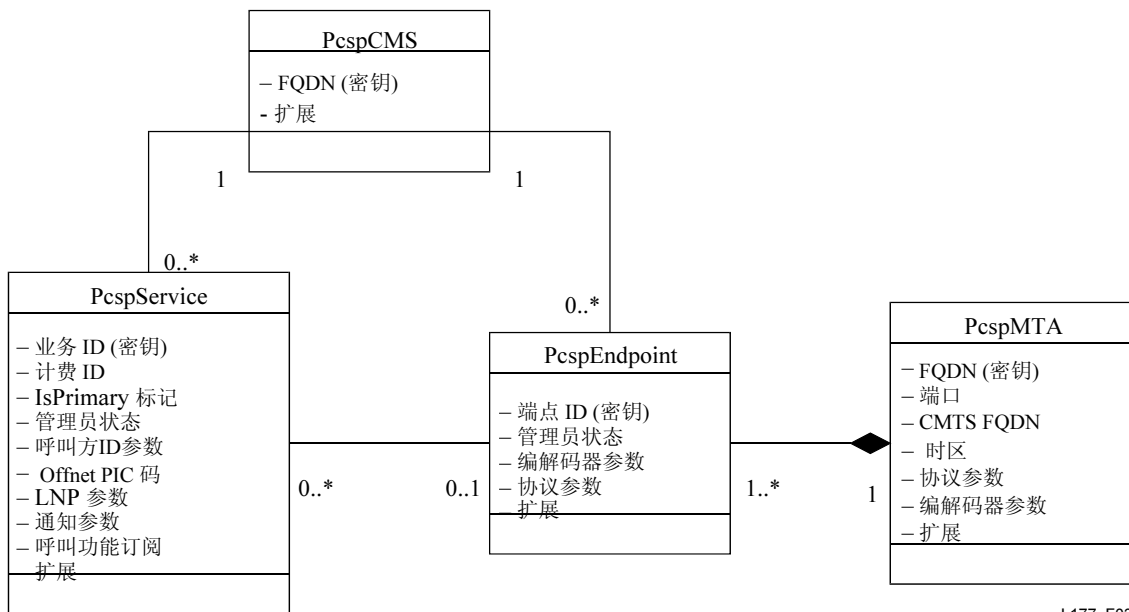 PcspCMS
– FQDN (密钥)
- 扩展
1
1
0..*
0..*
PcspService
– 业务 ID (密钥)
– 计费 ID
– IsPrimary 标记
– 管理员状态
– 呼叫方ID参数
– Offnet PIC 码
– LNP 参数
– 通知参数
– 呼叫功能订阅
– 扩展
0..*
0..1
PcspEndpoint
– 端点 ID (密钥)
– 管理员状态
– 编解码器参数
– 协议参数
– 扩展
1..*
1
PcspMTA
– FQDN (密钥)
– 端口
– CMTS FQDN
– 时区
– 协议参数
– 编解码器参数
– 扩展